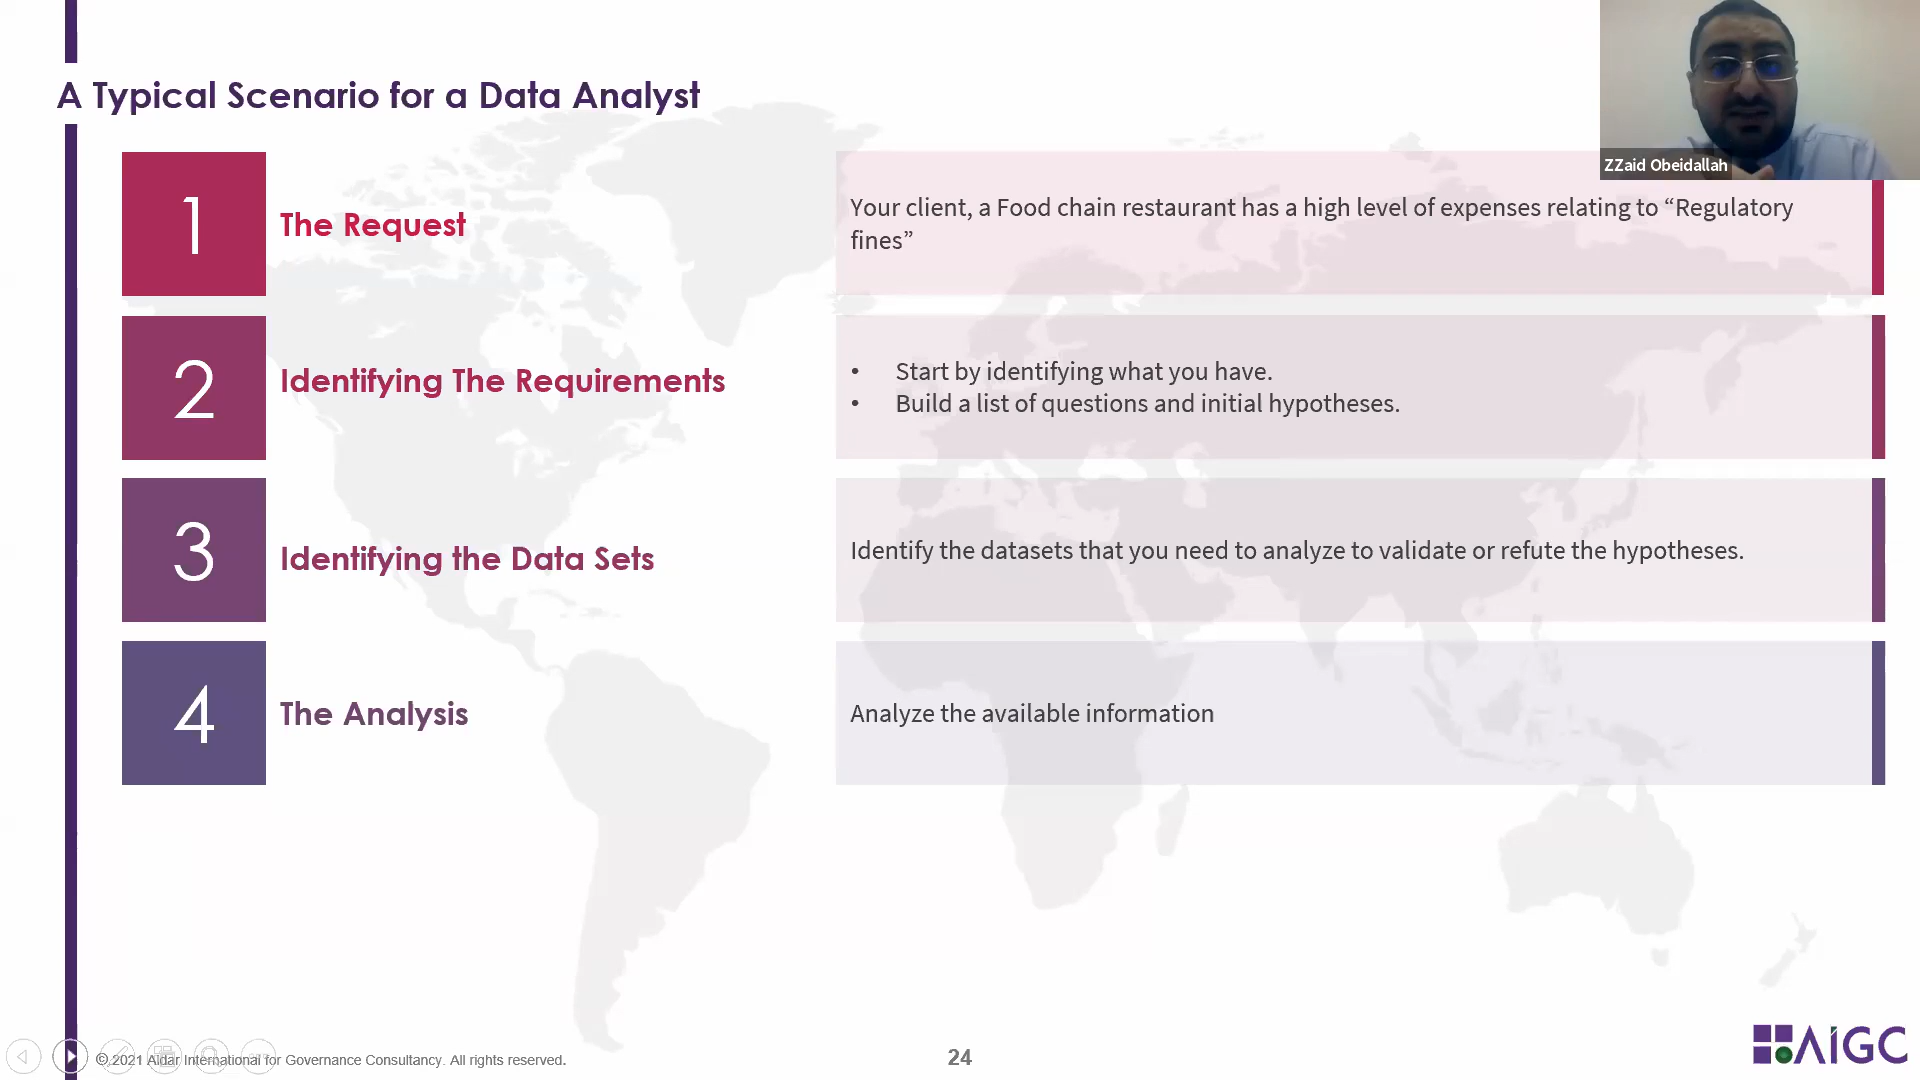 A Typical Scenario for a Data Analyst
ZZaid Obeidallah
1
The Request
Your client, a Food chain restaurant has a high level of expenses relating to “Regulatory
fines”
2
Identifying The Requirements
• Start by identifying what you have.
• Build a list of questions and initial hypotheses.
3
Identifying the Data Sets
Identify the datasets that you need to analyze to validate or refute the hypotheses.
4
The Analysis
Analyze the available information
© 2021 Aldar International for Governance Consultancy. All rights reserved.
24
AIGC